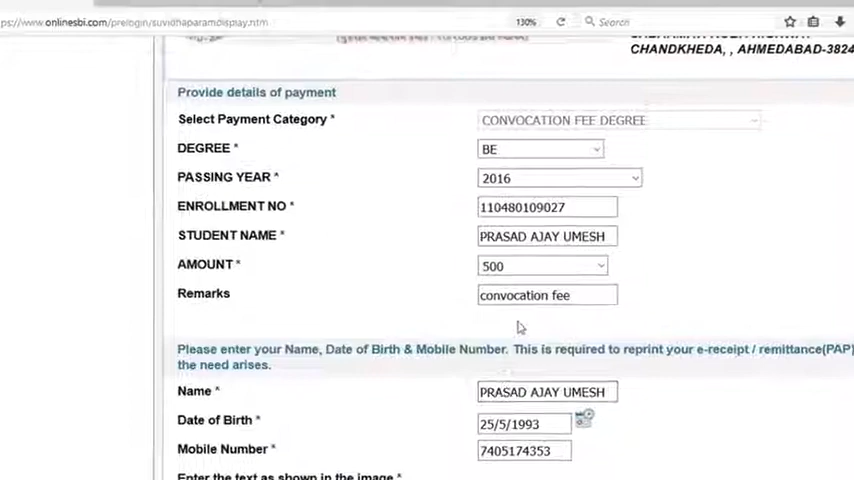 ps://www.onlinesbi.com/prelogin/suvidhaparamdisplay.htm 130% Search
CHANDKHEDA, , AHMEDABAD-3824
Provide details of payment
Select Payment Category * CONVOCATION FEE DEGREE
DEGREE * BE
PASSING YEAR * 2016
ENROLLMENT NO * 110480109027
STUDENT NAME * PRASAD AJAY UMESH
AMOUNT * 500
Remarks convocation fee
Please enter your Name, Date of Birth & Mobile Number. This is required to reprint your e-receipt / remittance(PAP)
the need arises.
Name * PRASAD AJAY UMESH
Date of Birth * 25/5/1993
Mobile Number * 7405174353
Enter the text as shown in the image *